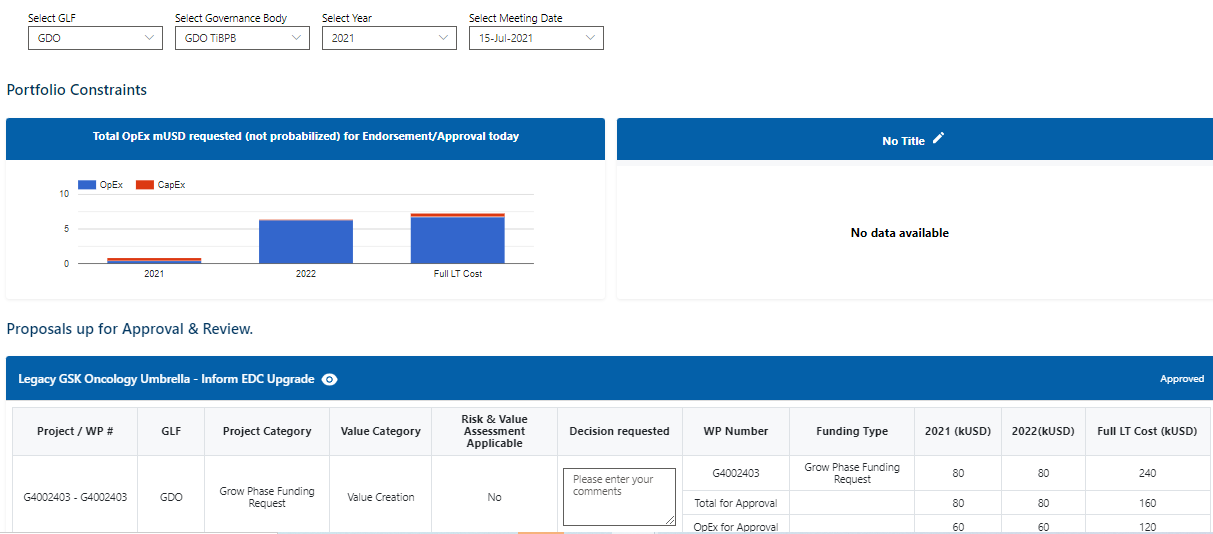 Select GLF Select Governance Body Select Year Select Meeting Date
GDO GDO TIBPB 2021 15-Jul-2021
Portfolio Constraints
Total OpEx mUSD requested (not probabilized) for Endorsement/Approval today
No Title
OpEx CapEx
10
5
0
2021 2022 Full LT Cost
No data available
Proposals up for Approval & Review.
Legacy GSK Oncology Umbrella - Inform EDC Upgrade Approved
Project / WP # GLF Project Category Value Category Risk & Value Assessment Applicable Decision requested WP Number Funding Type 2021 (kUSD) 2022(kUSD) Full LT Cost (kUSD)
G4002403 - G4002403 GDO Grow Phase Funding Request Value Creation No Please enter your comments G4002403 Grow Phase Funding Request 80 80 240
Total for Approval 80 80 160
OpEx for Approval 60 60 120